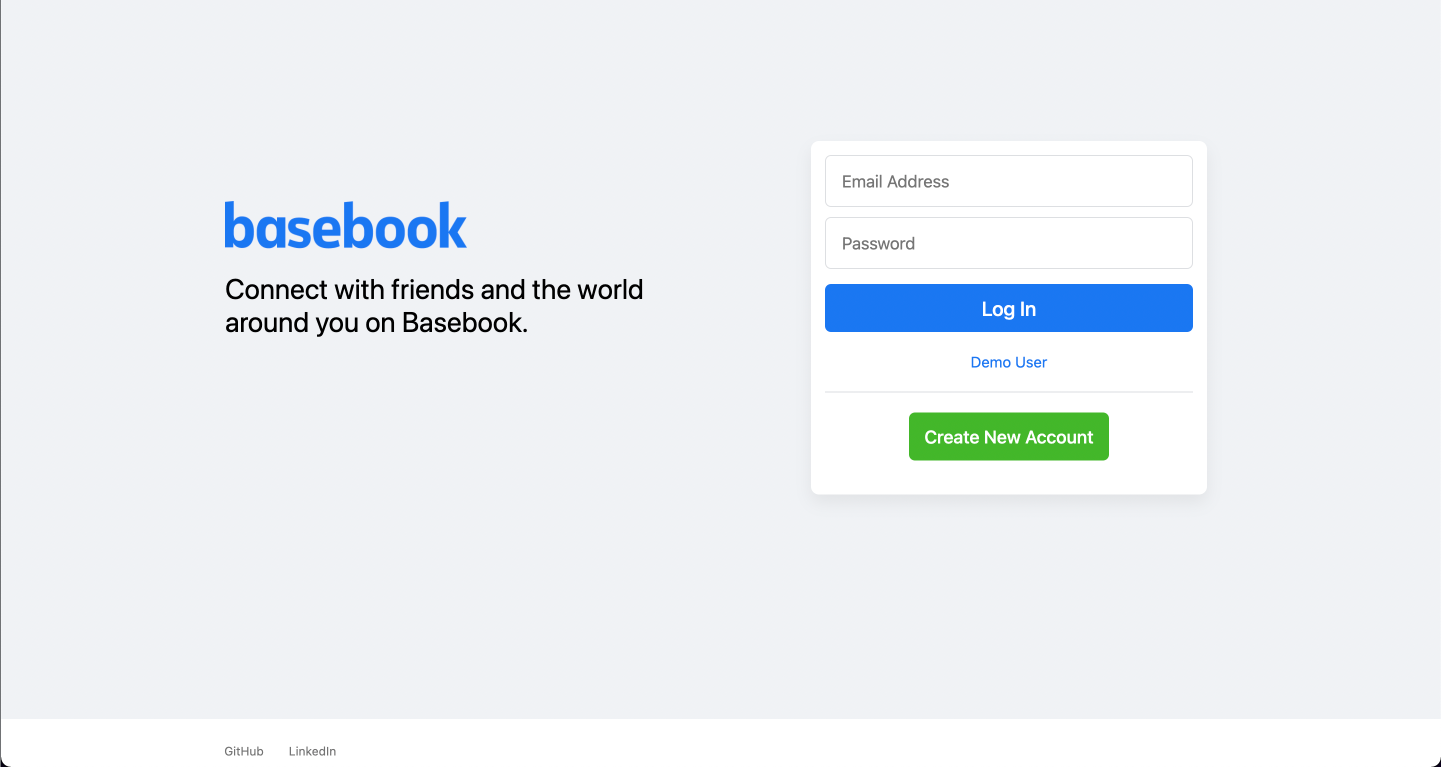 basebook
Connect with friends and the world
around you on Basebook.
Email Address
Password
Log In
Demo User
Create New Account
GitHub LinkedIn